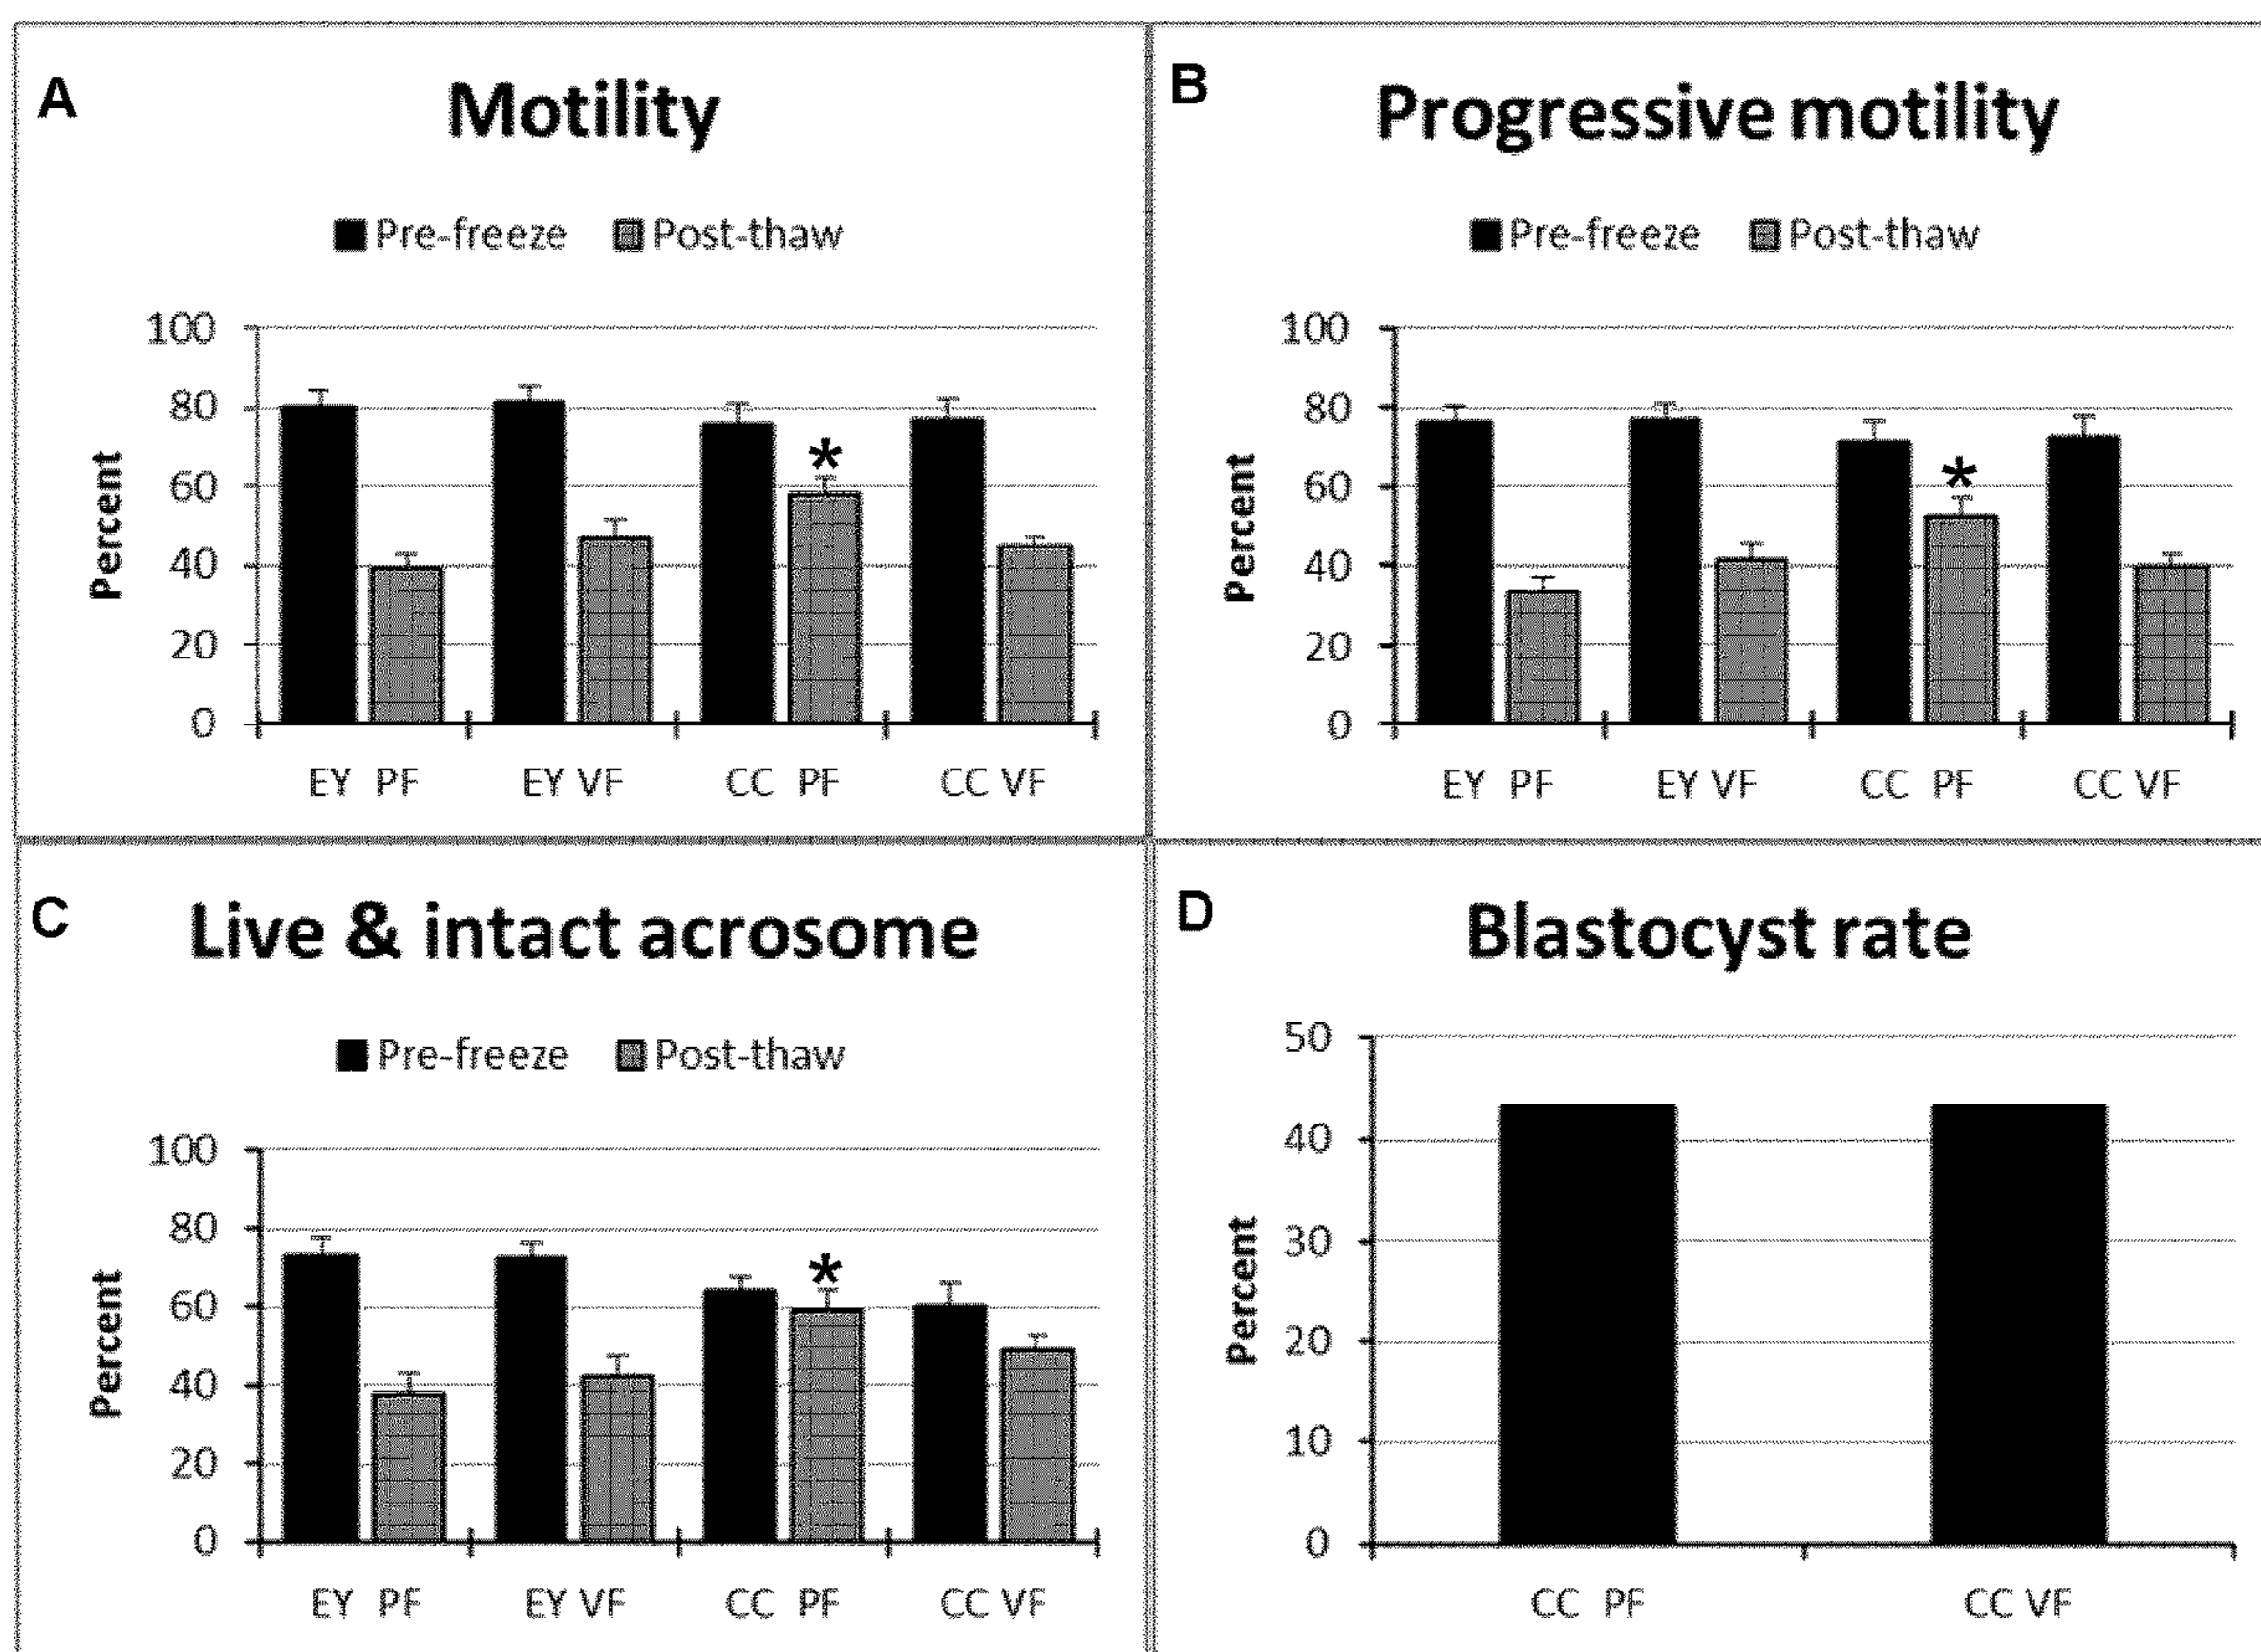 A
Motility
Pre-freeze Post-thaw
Percent
100
80
60
40
20
0
*
EY PF EY VF CC PF CC VF
B
Progressive motility
Pre-freeze Post-thaw
Percent
100
80
60
40
20
0
*
EY PF EY VF CC PF CC VF
C
Live & intact acrosome
Pre-freeze Post-thaw
Percent
100
80
60
40
20
0
*
EY PF EY VF CC PF CC VF
D
Blastocyst rate
Percent
50
40
30
20
10
0
CC PF CC VF